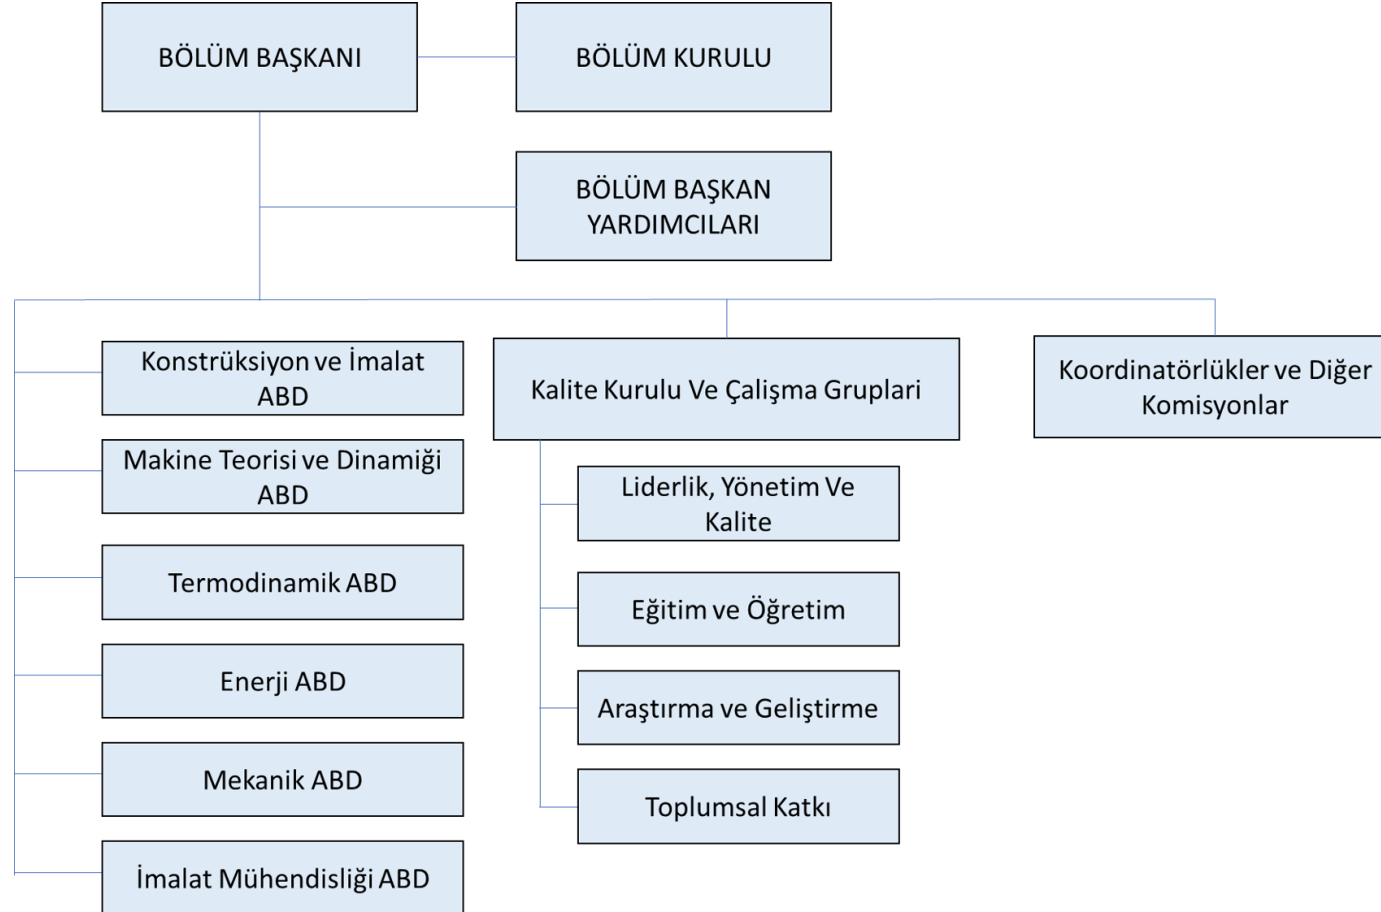 BÖLÜM BAŞKANI
BÖLÜM KURULU
BÖLÜM BAŞKAN
YARDIMCILARI
Konstrüksiyon ve İmalat
ABD
Makine Teorisi ve Dinamiği
ABD
Termodinamik ABD
Enerji ABD
Mekanik ABD
İmalat Mühendisliği ABD
Kalite Kurulu Ve Çalişma Gruplari
Liderlik, Yönetim Ve
Kalite
Eğitim ve Öğretim
Araştırma ve Geliştirme
Toplumsal Katkı
Koordinatörlükler ve Diğer
Komisyonlar